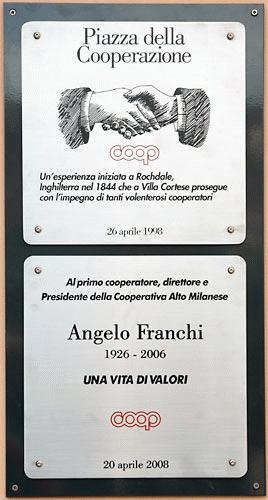 Piazza della
Cooperazione
coop
Un'esperienza iniziata a Rochdale,
Inghilterra nel 1844 che a Villa Cortese prosegue
con l'impegno di tanti volenterosi cooperatori
26 aprile 1998
Al primo cooperatore, direttore e
Presidente della Cooperativa Alto Milanese
Angelo Franchi
1926 - 2006
UNA VITA DI VALORI
coop
20 aprile 2008